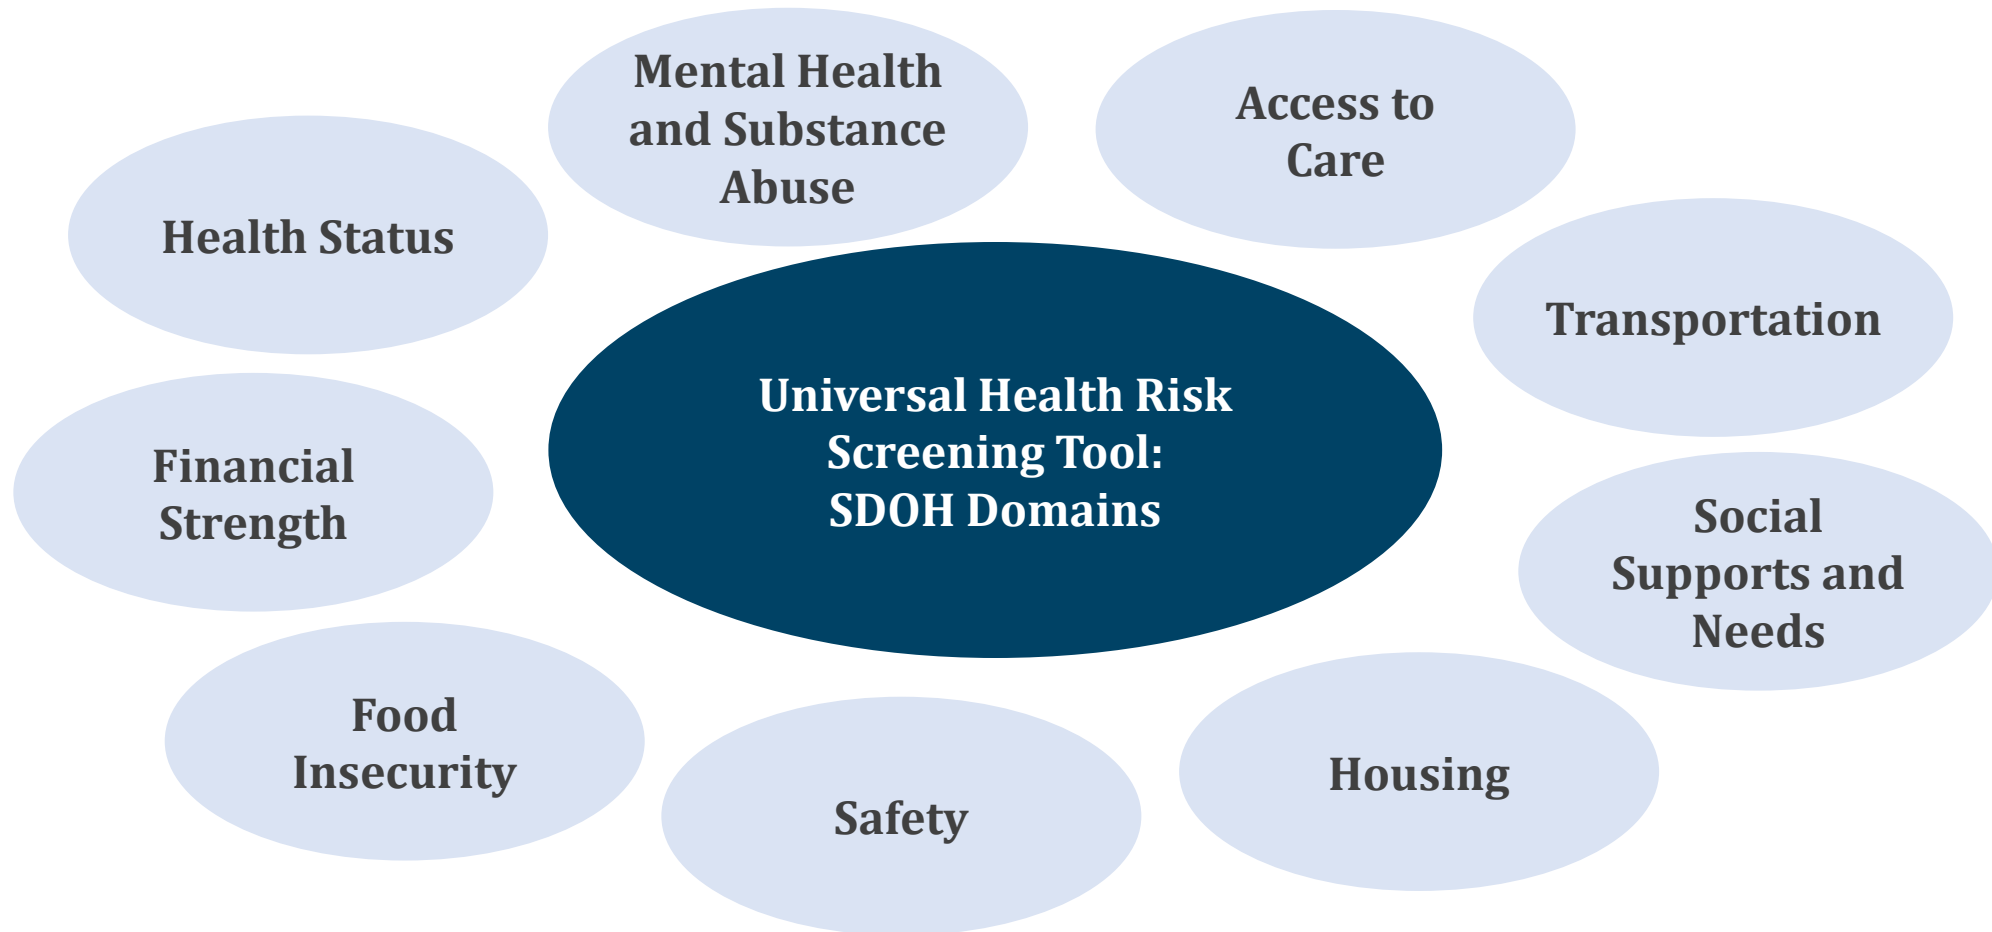 Mental Health
and Substance
Abuse
Access to
Care
Health Status
Transportation
Universal Health Risk
Screening Tool:
SDOH Domains
Financial
Strength
Social
Supports and
Needs
Food
Insecurity
Safety
Housing